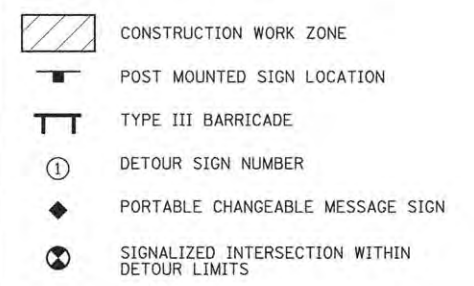 CONSTRUCTION WORK ZONE
POST MOUNTED SIGN LOCATION
TYPE III BARRICADE
1 DETOUR SIGN NUMBER
PORTABLE CHANGEABLE MESSAGE SIGN
SIGNALIZED INTERSECTION WITHIN
DETOUR LIMITS